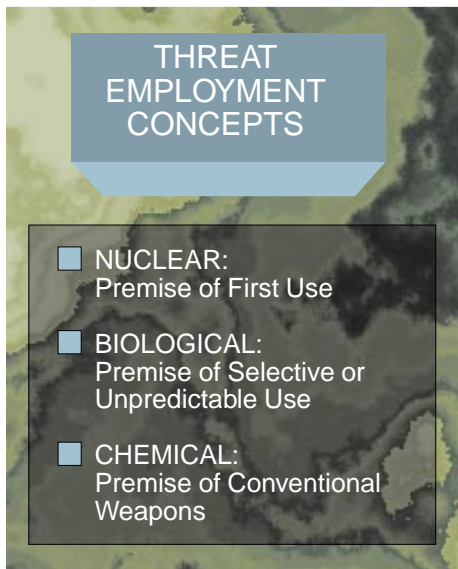 THREAT
EMPLOYMENT
CONCEPTS
NUCLEAR:
Premise of First Use
BIOLOGICAL:
Premise of Selective or
Unpredictable Use
CHEMICAL:
Premise of Conventional
Weapons